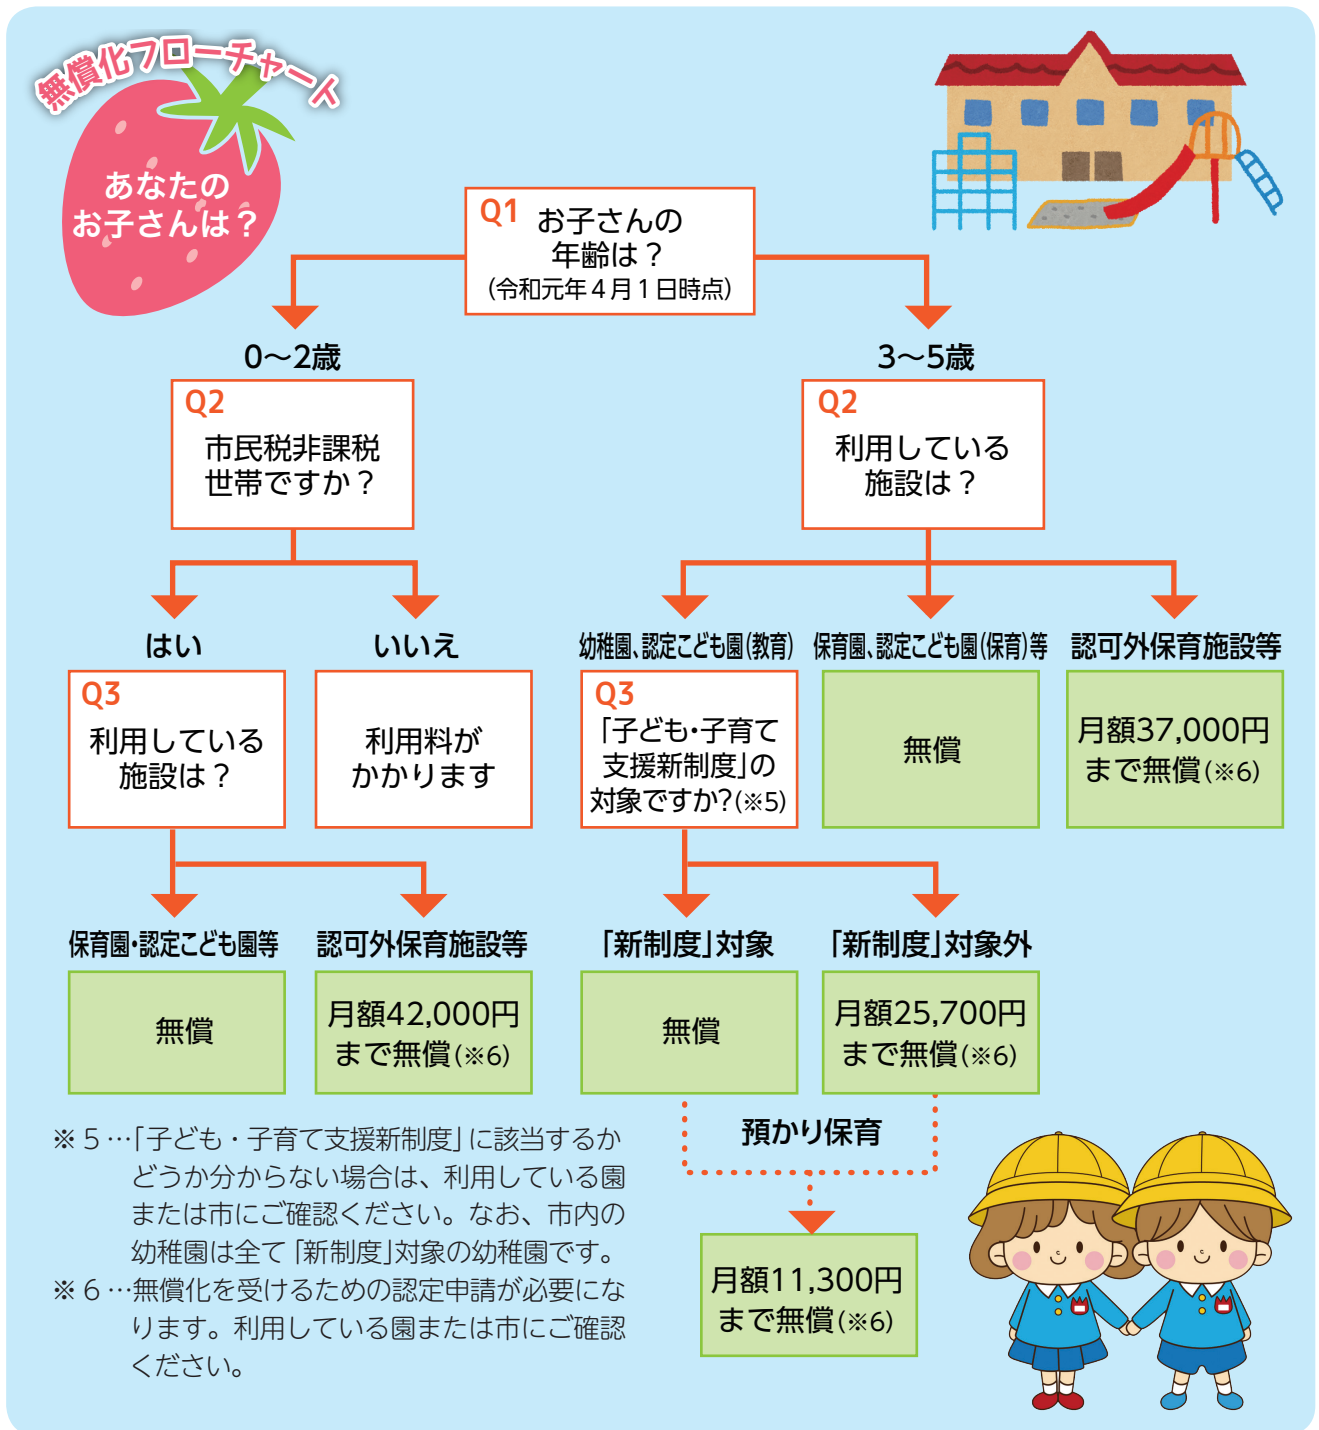 無償化フローチャート
あなたの
お子さんは？
Q1 お子さんの
年齢は？
(令和元年４月１日時点)
0～2歳
3～5歳
Q2
市民税非課税
世帯ですか？
Q2
利用している
施設は？
はい
いいえ
幼稚園、認定こども園(教育)
保育園、認定こども園(保育)等
認可外保育施設等
Q3
利用している
施設は？
利用料が
かかります
Q3
「子ども・子育て
支援新制度」の
対象ですか?(※5)
無償
月額37,000円
まで無償(※6)
保育園・認定こども園等
認可外保育施設等
「新制度」対象
「新制度」対象外
無償
月額42,000円
まで無償(※6)
無償
月額25,700円
まで無償(※6)
預かり保育
月額11,300円
まで無償(※6)
※５…「子ども・子育て支援新制度」に該当するか
どうか分からない場合は、利用している園
または市にご確認ください。なお、市内の
幼稚園は全て「新制度」対象の幼稚園です。
※６…無償化を受けるための認定申請が必要にな
ります。利用している園または市にご確認
ください。